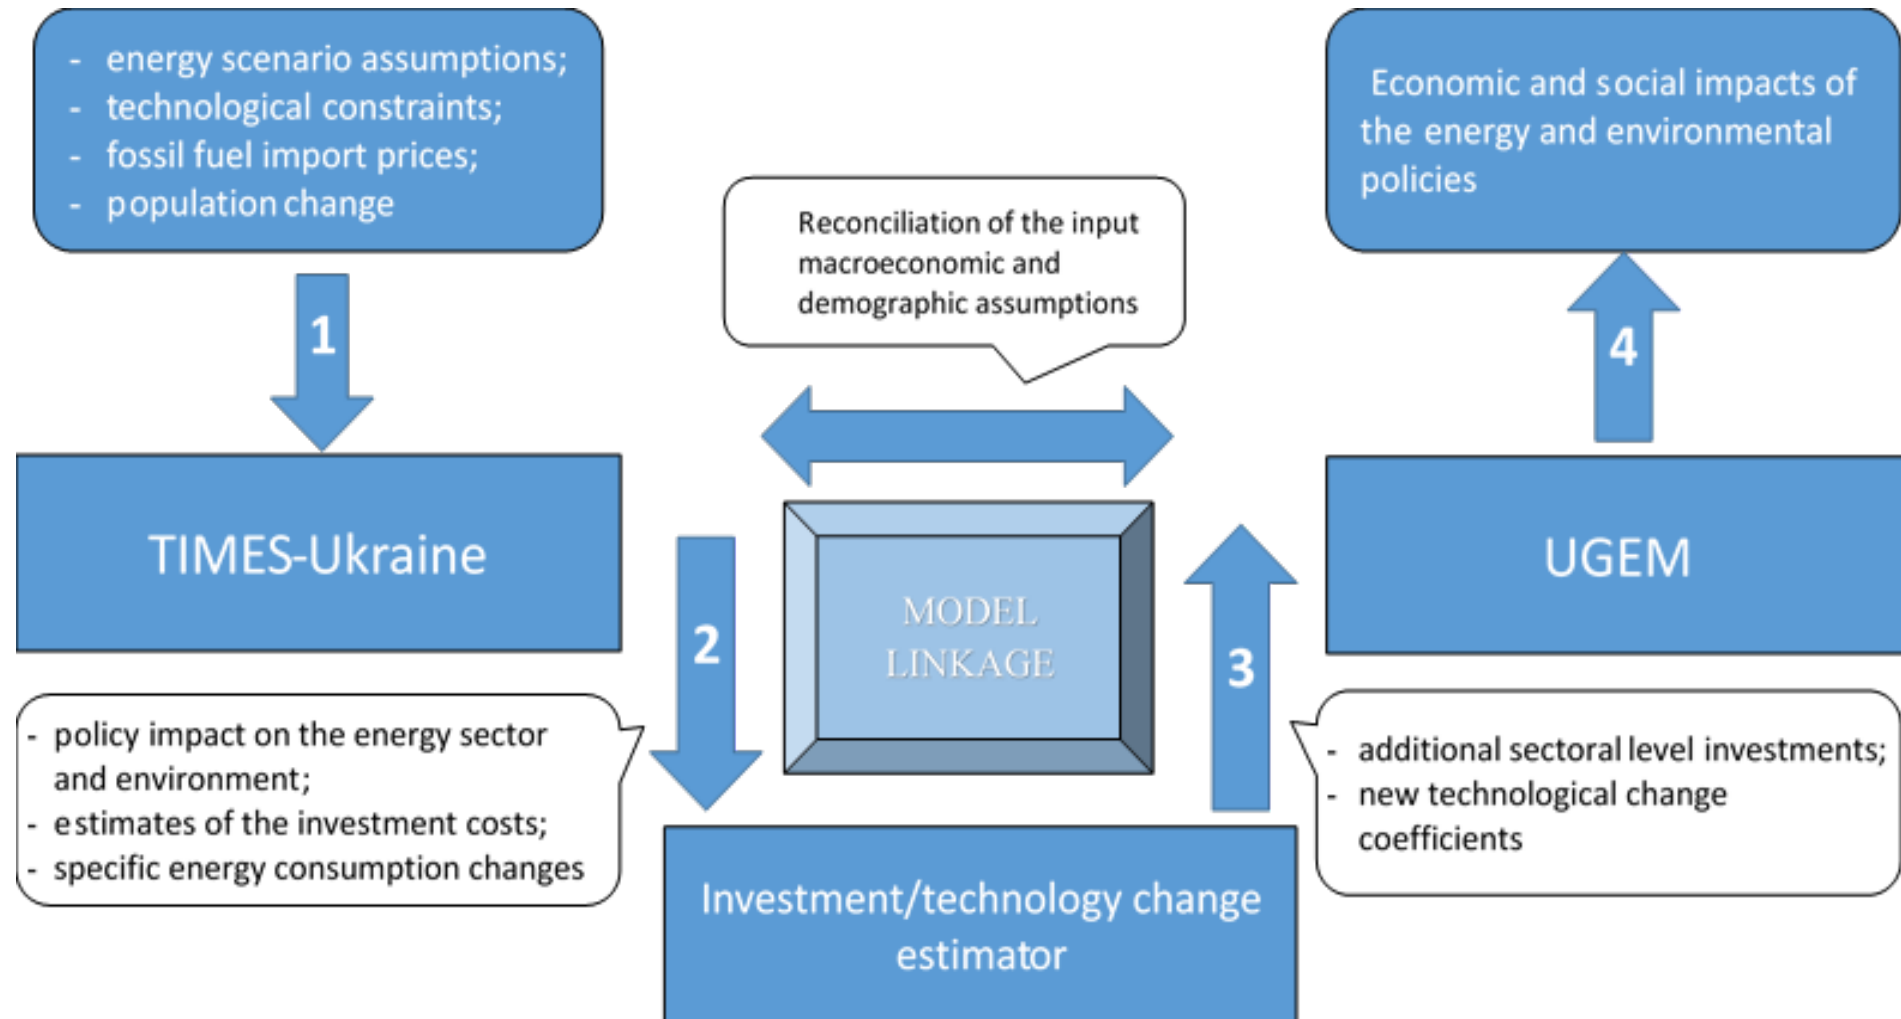 - energy scenario assumptions;
- technological constraints;
- fossil fuel import prices;
- population change
Economic and social impacts of
the energy and environmental
policies
Reconciliation of the input
macroeconomic and
demographic assumptions
1
4
TIMES-Ukraine
UGEM
2
MODEL
LINKAGE
3
- policy impact on the energy sector
and environment;
- estimates of the investment costs;
- specific energy consumption changes
- additional sectoral level investments;
- new technological change
coefficients
Investment/technology change
estimator